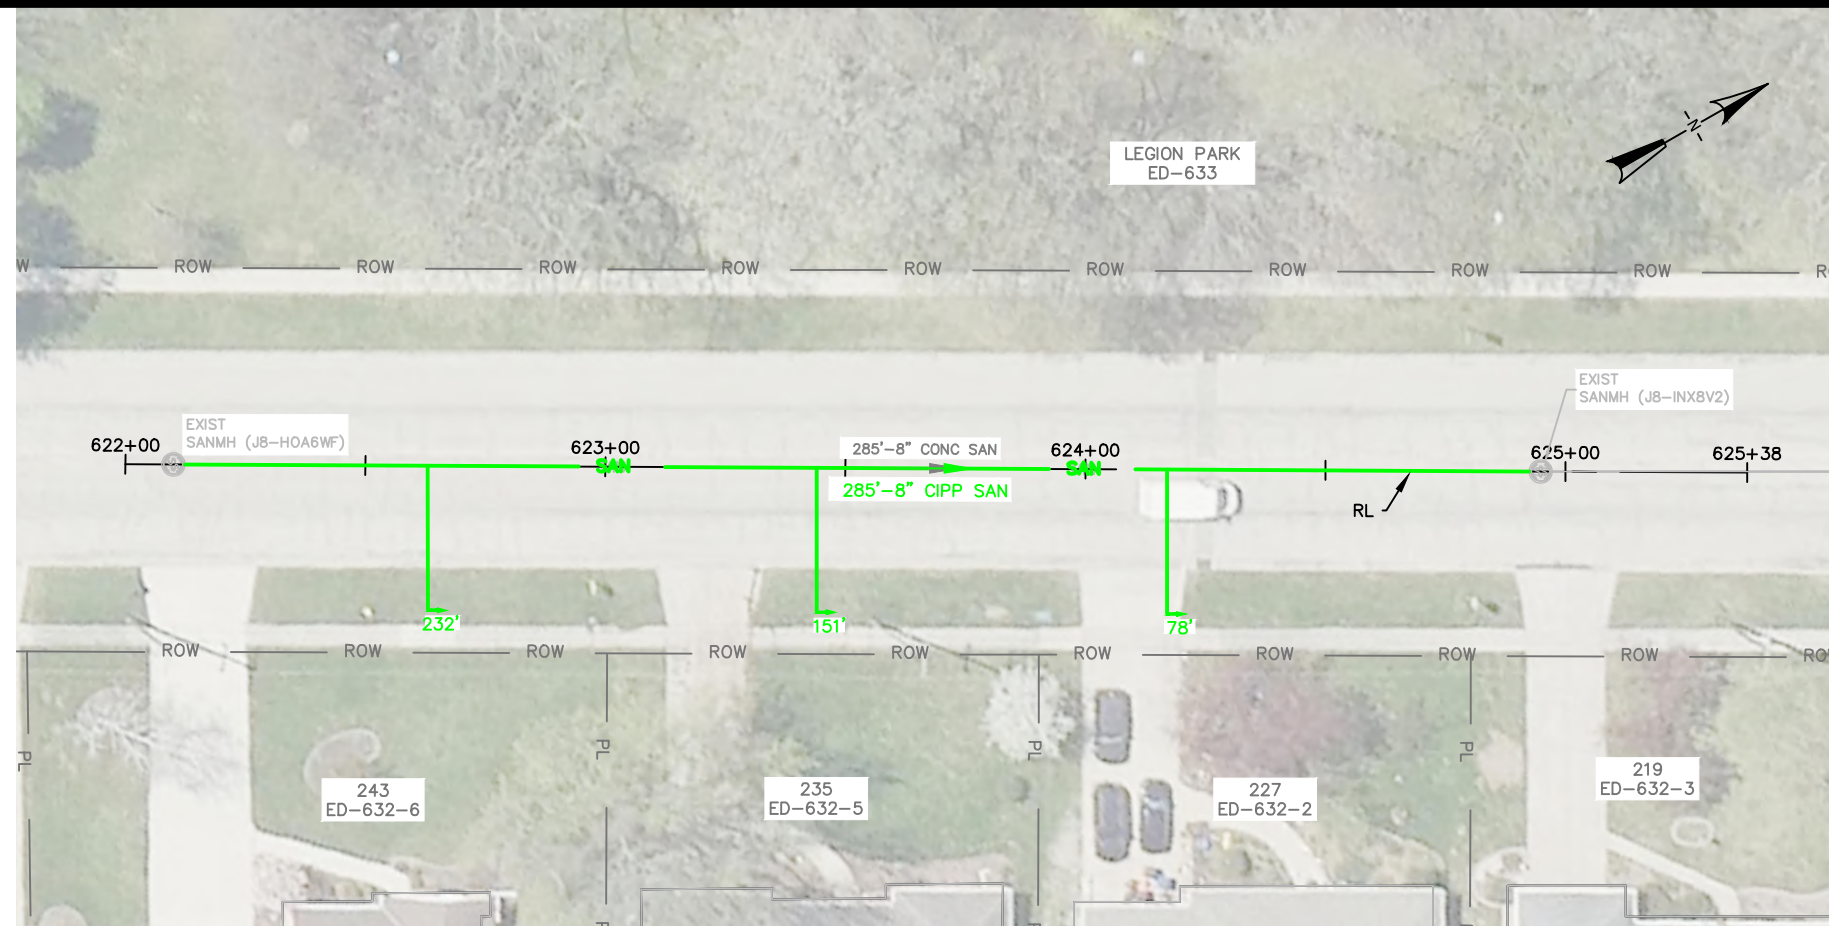 LEGION PARK
ED-633
N
W ROW ROW ROW ROW ROW ROW ROW ROW ROW
EXIST
SANMH (J8-INX8V2)
EXIST
SANMH (J8-HOA6WF)
622+00
623+00
285'-8" CONC SAN
624+00
625+00
625+38
SAN
SAN
285'-8" CIPP SAN
RL
232'
151'
78'
ROW ROW ROW ROW ROW ROW ROW ROW ROW
PL
PL
PL
PL
243
ED-632-6
235
ED-632-5
227
ED-632-2
219
ED-632-3